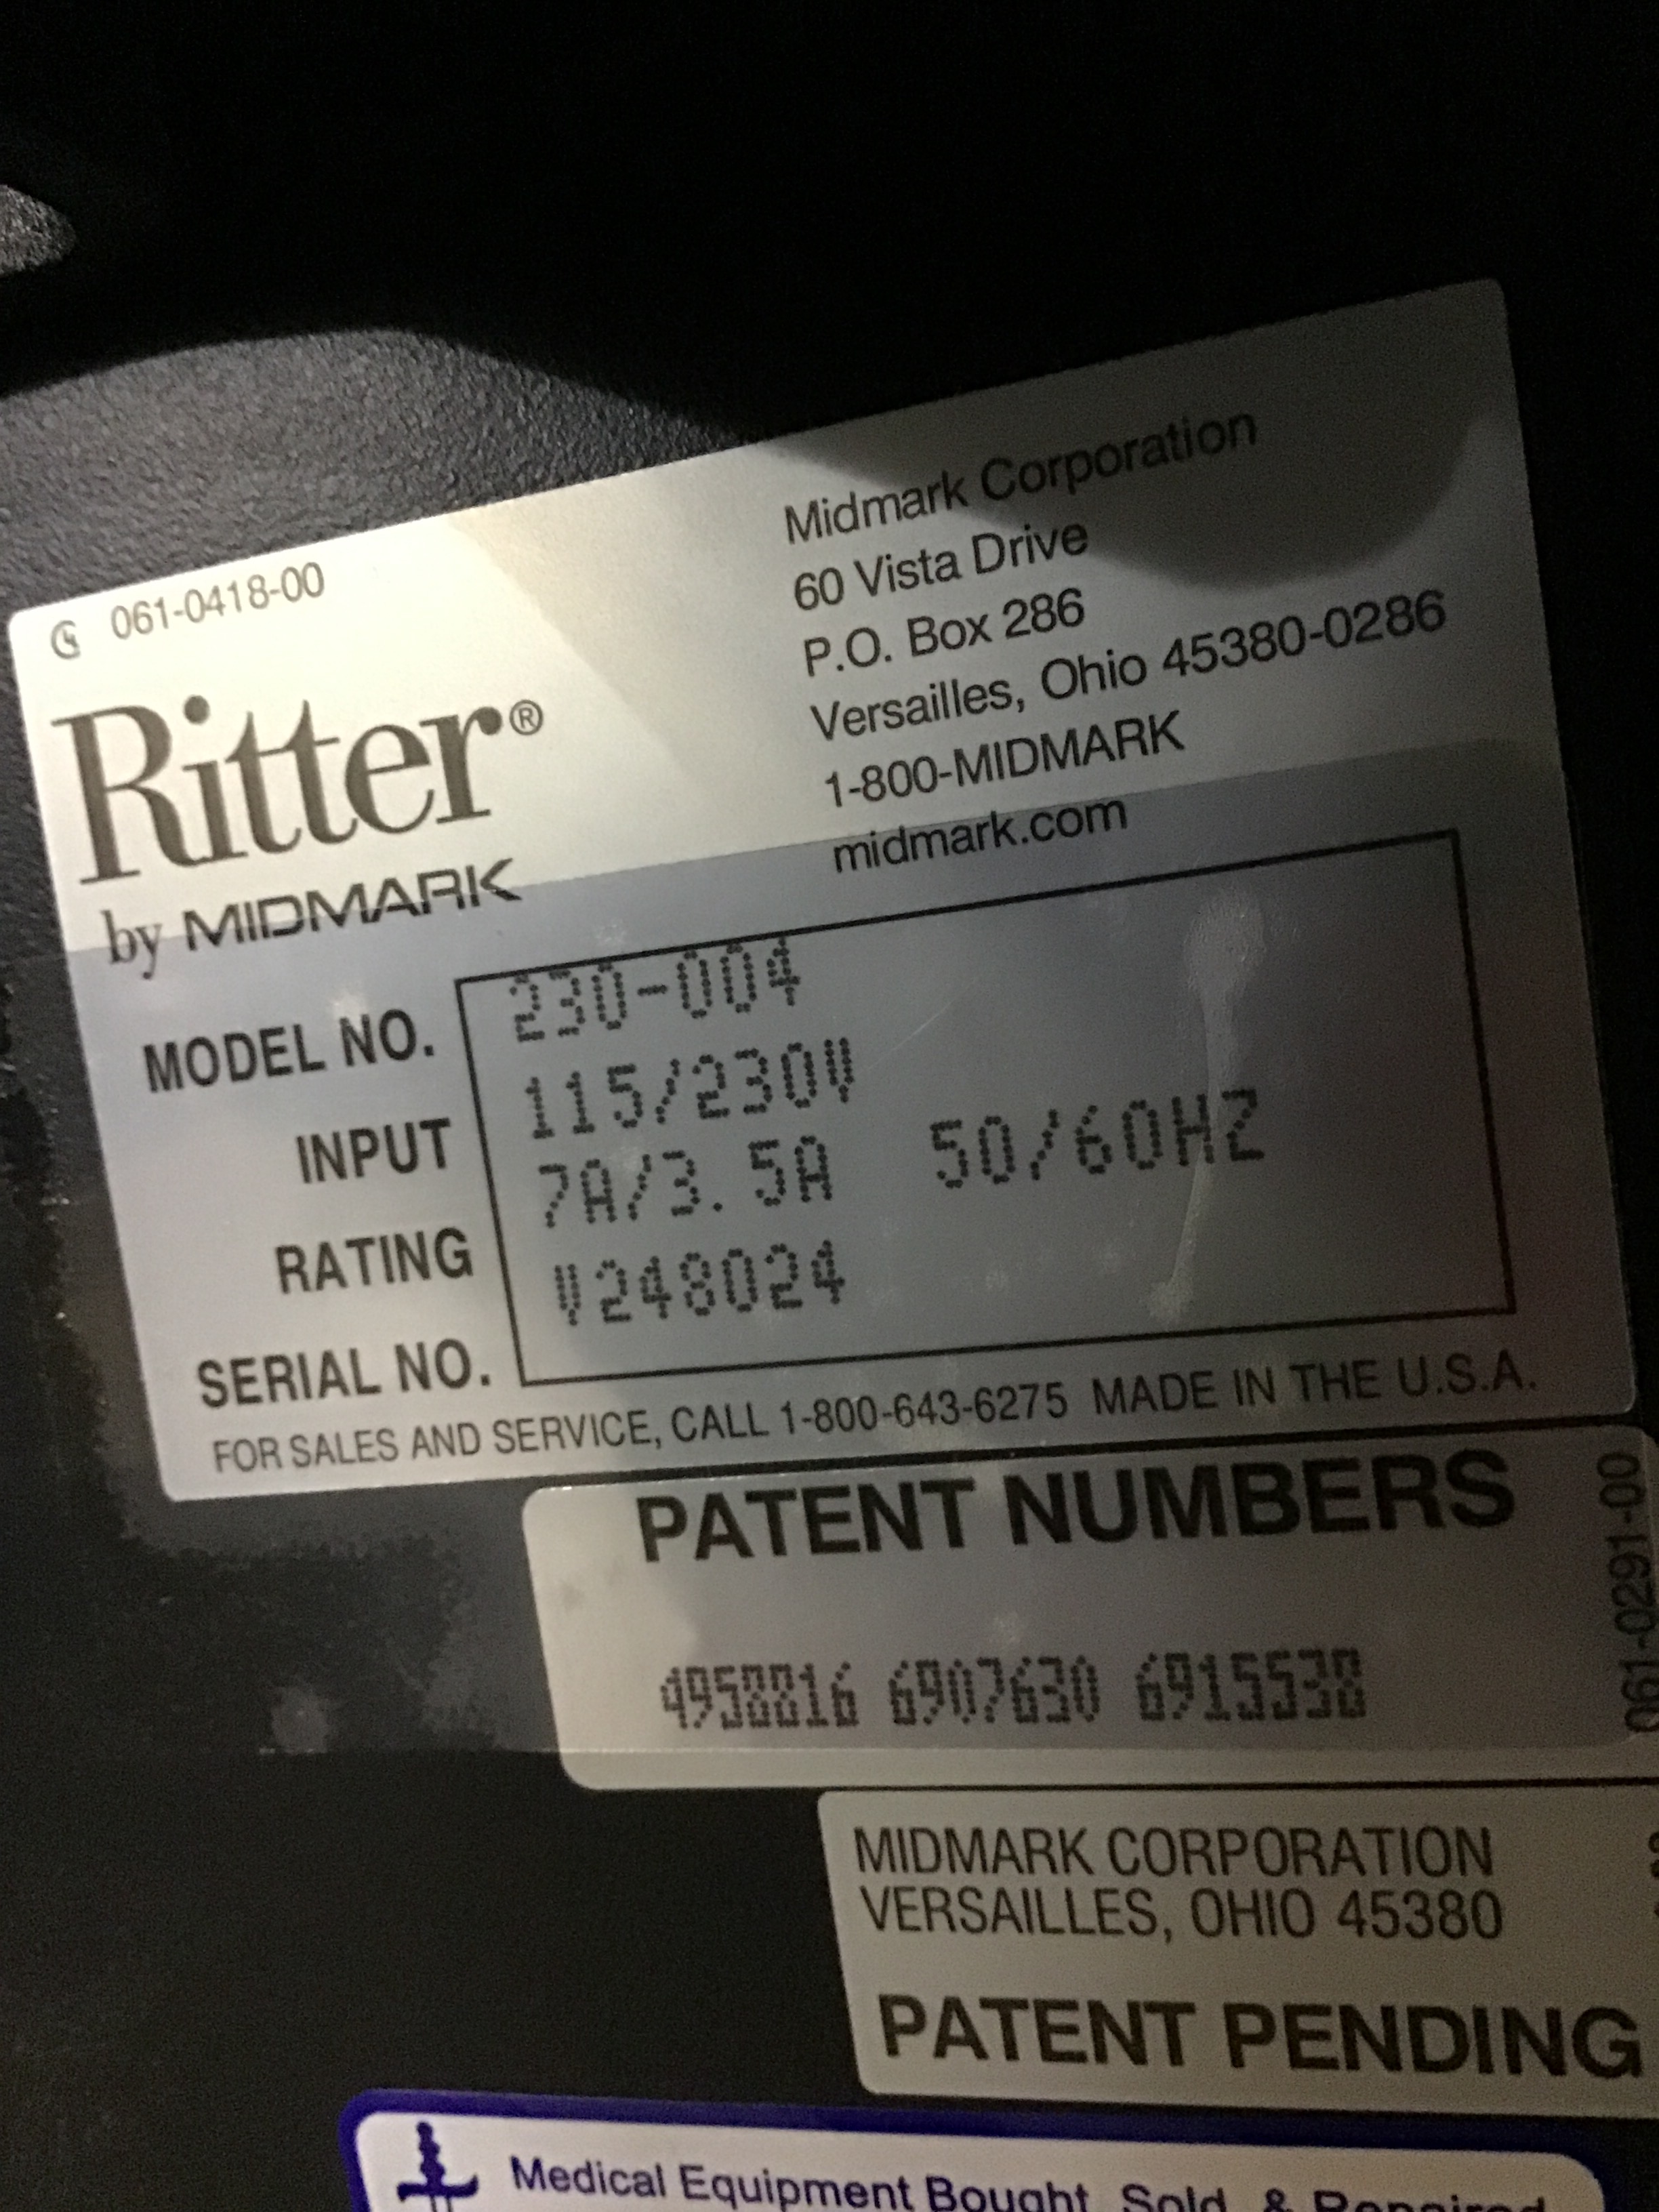 061-0418-00
Ritter®
by MIDMARK
Midmark Corporation
60 Vista Drive
P.O. Box 286
Versailles, Ohio 45380-0286
1-800-MIDMARK
midmark.com
MODEL NO. 230-004
INPUT 115/230V
RATING 7A/3.5A 50/60HZ
SERIAL NO. V248024
FOR SALES AND SERVICE, CALL 1-800-643-6275 MADE IN THE U.S.A.
PATENT NUMBERS
4958816 6907630 6915538
061-0291-00
MIDMARK CORPORATION
VERSAILLES, OHIO 45380
PATENT PENDING
Medical Equipment Bought, Sold, & Repaired